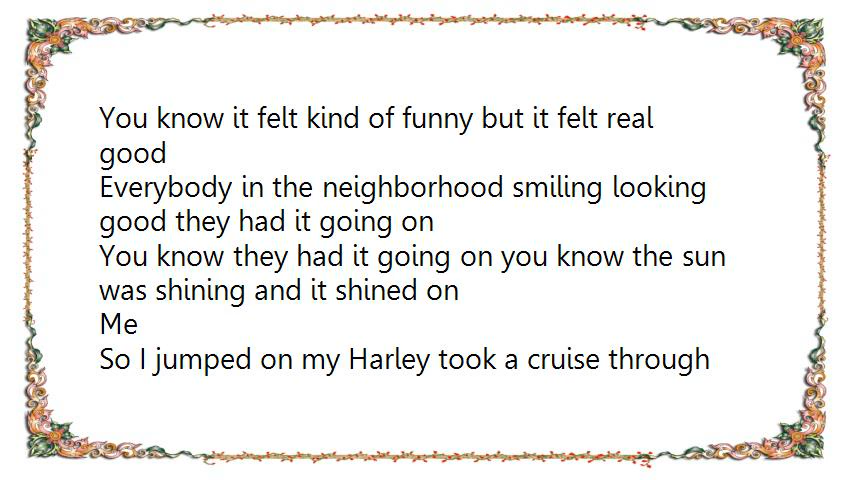 You know it felt kind of funny but it felt real
good
Everybody in the neighborhood smiling looking
good they had it going on
You know they had it going on you know the sun
was shining and it shined on
Me
So I jumped on my Harley took a cruise through